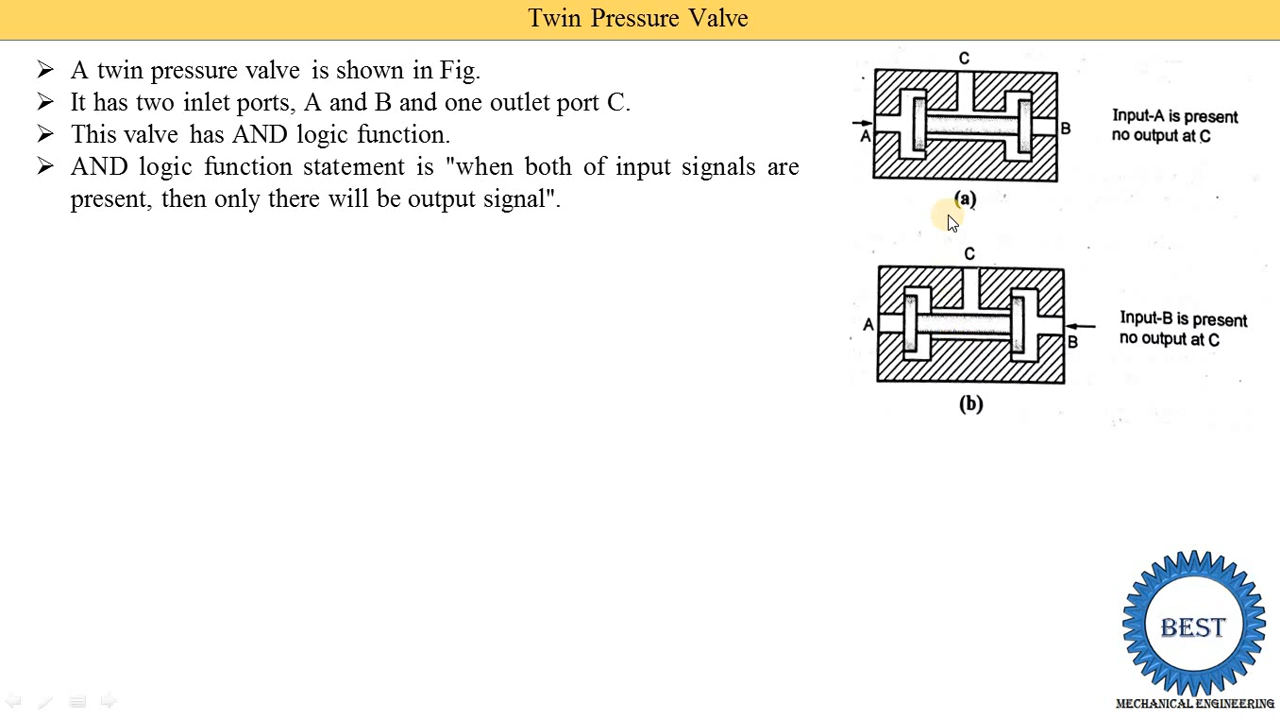 Twin Pressure Valve
➢ A twin pressure valve is shown in Fig.
➢ It has two inlet ports, A and B and one outlet port C.
➢ This valve has AND logic function.
➢ AND logic function statement is "when both of input signals are
present, then only there will be output signal".
C
A
B
Input-A is present
no output at C
(a)
C
A
B
Input-B is present
no output at C
(b)
BEST
MECHANICAL ENGINEERING